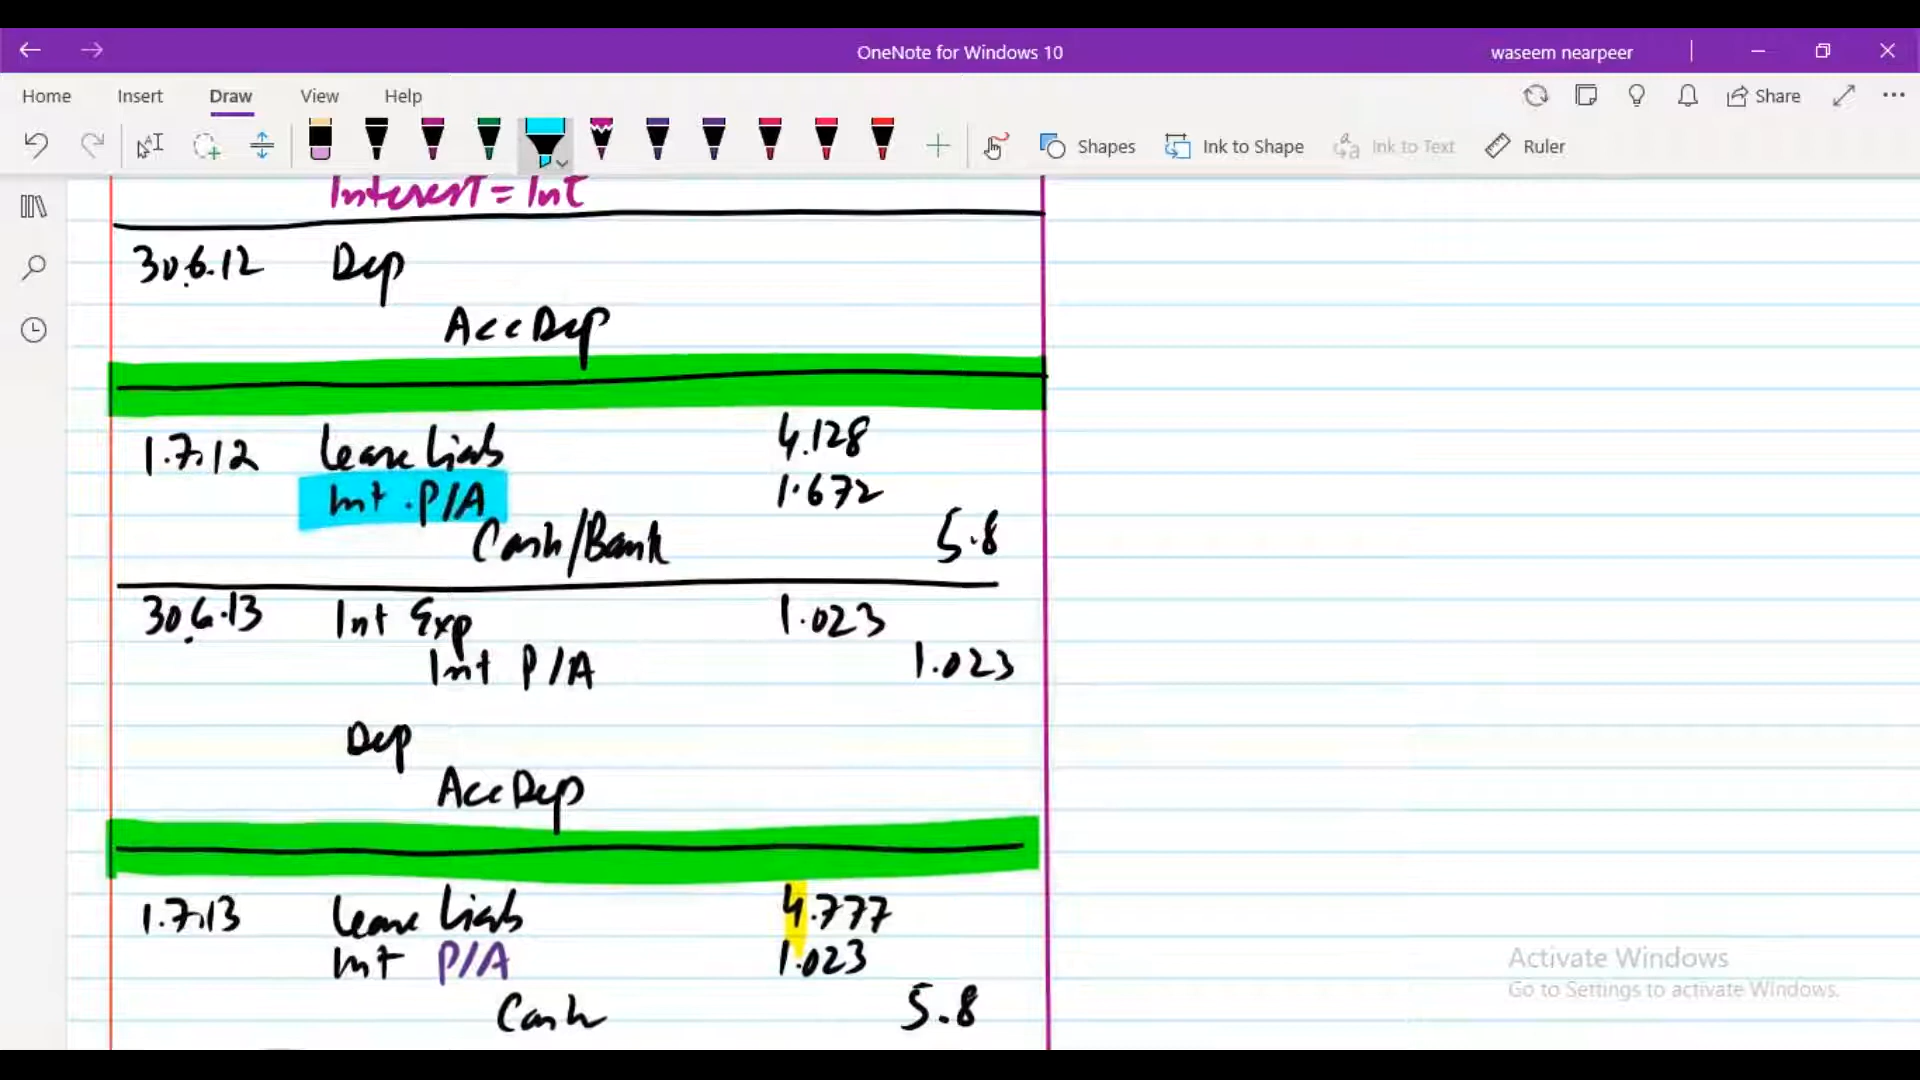 OneNote for Windows 10
waseem nearpeer
Home Insert Draw View Help
Share
Shapes Ink to Shape Ink to Text Ruler
Interest = Int
30.6.12 Dep
Acc Dep
1.7.12 Lease Liab 4.128
Int . P/A 1.672
Cash/Bank 5.8
30.6.13 Int Exp 1.023
Int P/A 1.023
Dep
Acc Dep
1.7.13 Lease Liab 4.777
Int P/A 1.023
Cash 5.8
Activate Windows
Go to Settings to activate Windows.